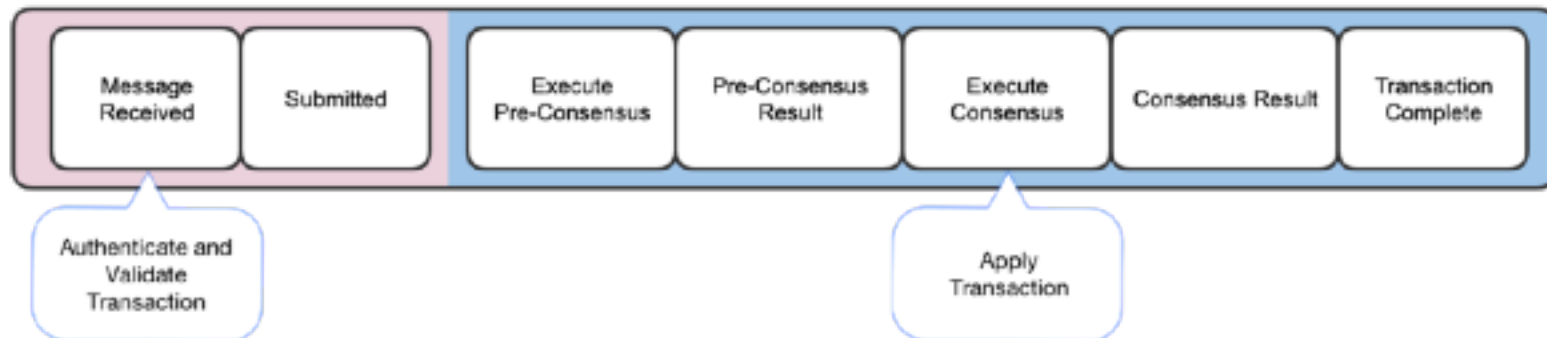 Message
Received
Submitted
Execute
Pre-Consensus
Pre-Consensus
Result
Execute
Consensus
Consensus Result
Transaction
Complete
Authenticate and
Validate
Transaction
Apply
Transaction